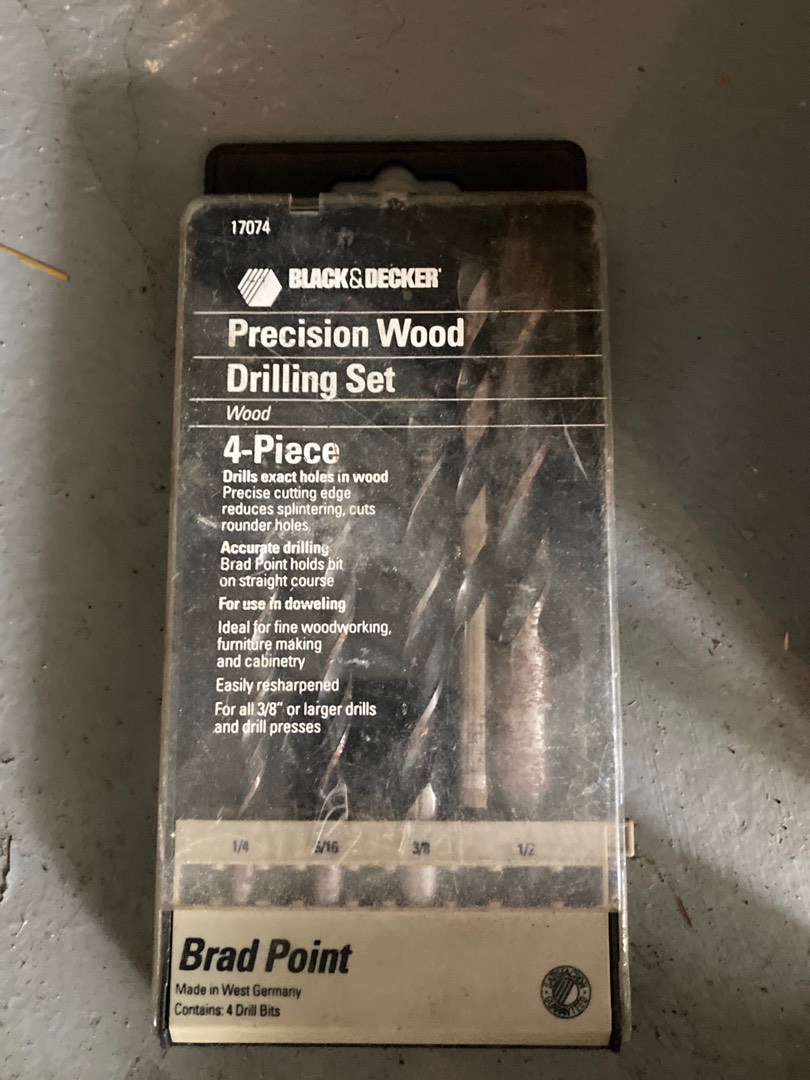 17074
BLACK&DECKER
Precision Wood
Drilling Set
Wood
4-Piece
Drills exact holes in wood
Precise cutting edge
reduces splintering, cuts
rounder holes
Accurate drilling
Brad Point holds bit
on straight course
For use in doweling
Ideal for fine woodworking,
furniture making
and cabinetry
Easily resharpened
For all 3/8" or larger drills
and drill presses
1/4 5/16 3/8 1/2
Brad Point
Made in West Germany
Contains: 4 Drill Bits